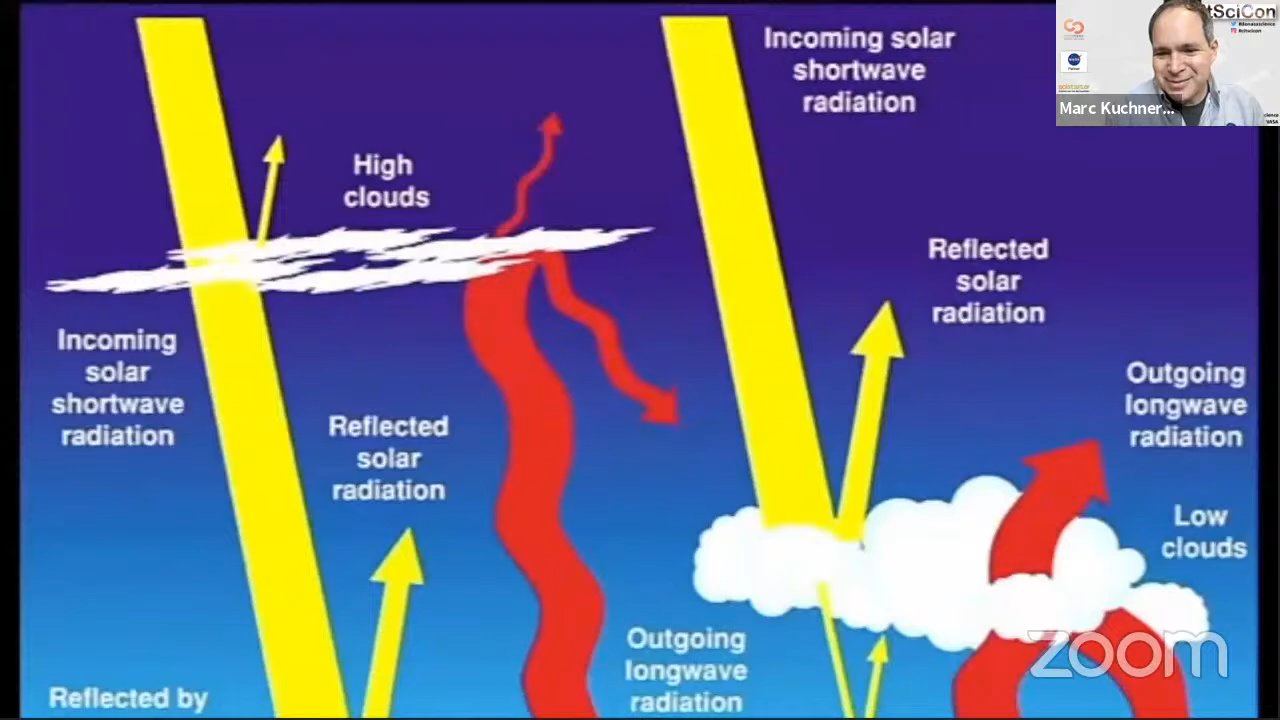 Incoming solar
shortwave
radiation
High
clouds
Reflected
solar
radiation
Incoming
solar
shortwave
radiation
Outgoing
longwave
radiation
Reflected
solar
radiation
Low
clouds
Outgoing
longwave
radiation
Reflected by
zoom
tSciCon
Marc Kuchner...